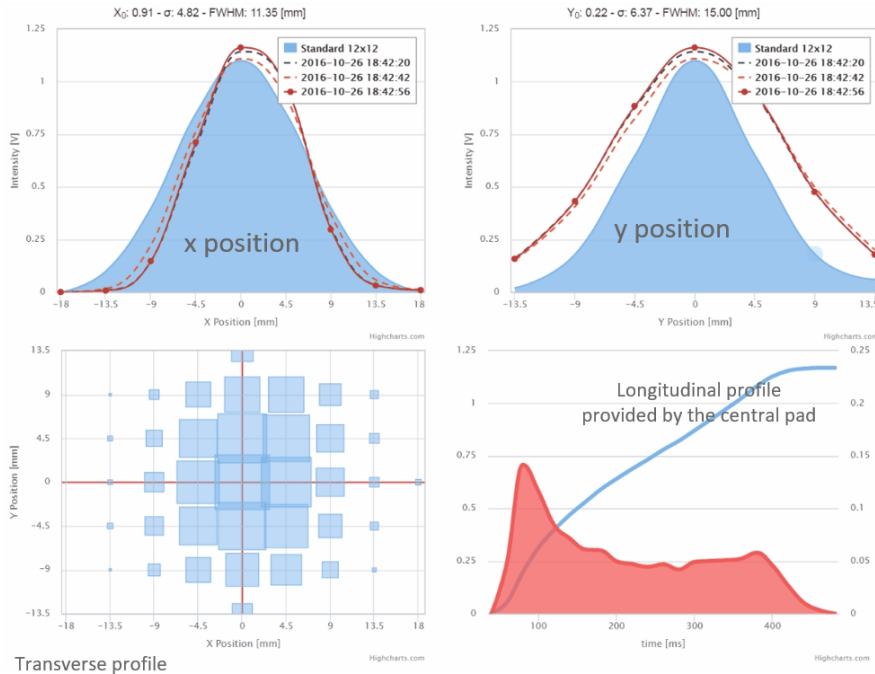 X₀: 0.91 - σ: 4.82 - FWHM: 11.35 [mm]
1.25
1
0.75
0.5
0.25
0
Intensity [V]
Standard 12x12
2016-10-26 18:42:20
2016-10-26 18:42:42
2016-10-26 18:42:56
x position
-18 -13.5 -9 -4.5 0 4.5 9 13.5 18
X Position [mm]
Highcharts.com
Y₀: 0.22 - σ: 6.37 - FWHM: 15.00 [mm]
1.25
1
0.75
0.5
0.25
0
Intensity [V]
Standard 12x12
2016-10-26 18:42:20
2016-10-26 18:42:42
2016-10-26 18:42:56
y position
-13.5 -9 -4.5 0 4.5 9 13.5
Y Position [mm]
Highcharts.com
13.5
9
4.5
0
-4.5
-9
-13.5
Y Position [mm]
-18 -13.5 -9 -4.5 0 4.5 9 13.5 18
X Position [mm]
Highcharts.com
Transverse profile
1.25
1
0.75
0.5
0.25
0
Longitudinal profile
provided by the central pad
0.25
0.2
0.15
0.1
0.05
0
100 200 300 400
time [ms]
Highcharts.com